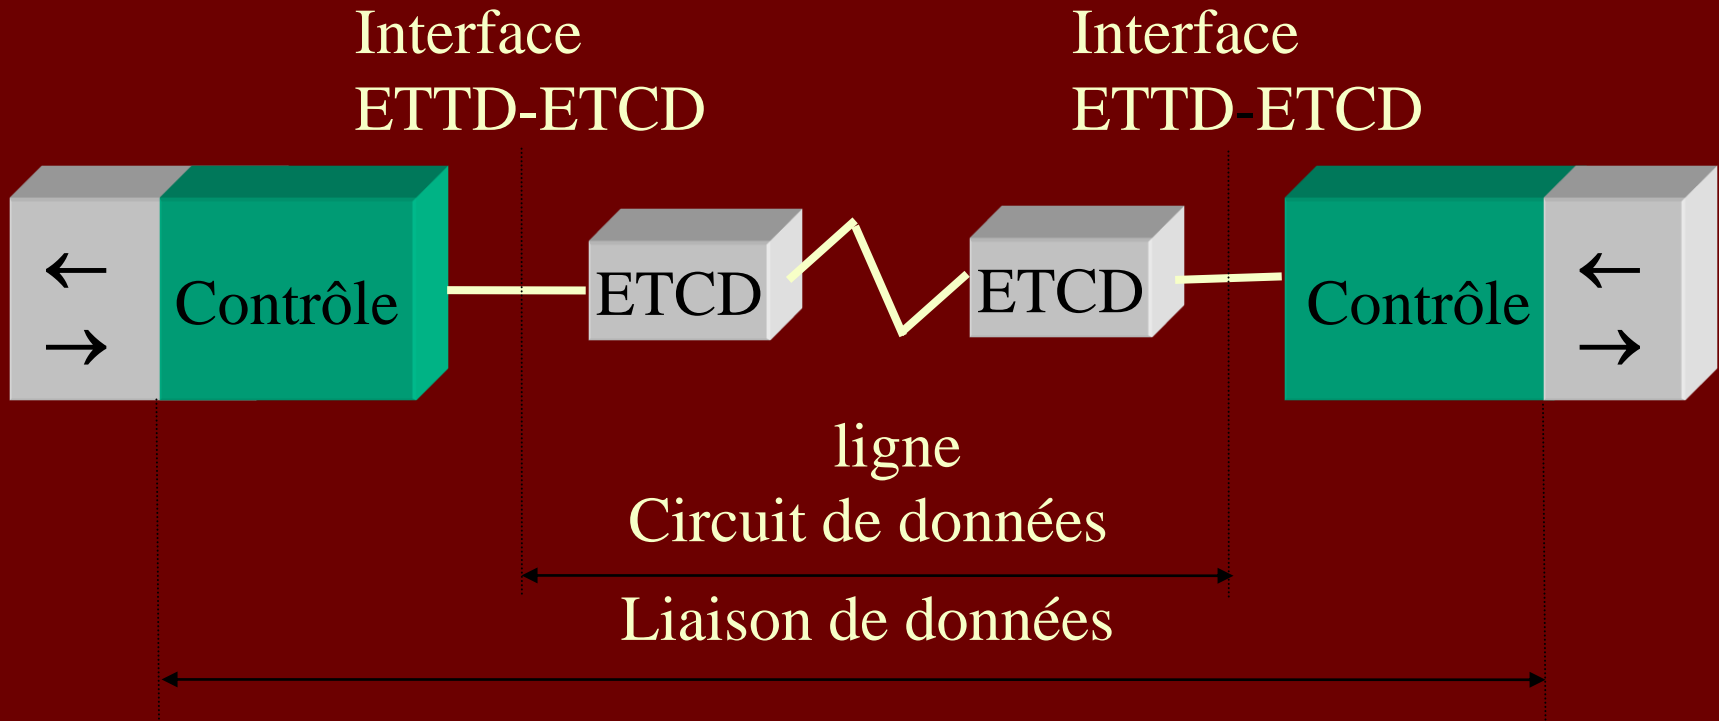 Interface
ETTD-ETCD
Interface
ETTD-ETCD
←
→
Contrôle
ETCD
ETCD
Contrôle
←
→
ligne
Circuit de données
Liaison de données